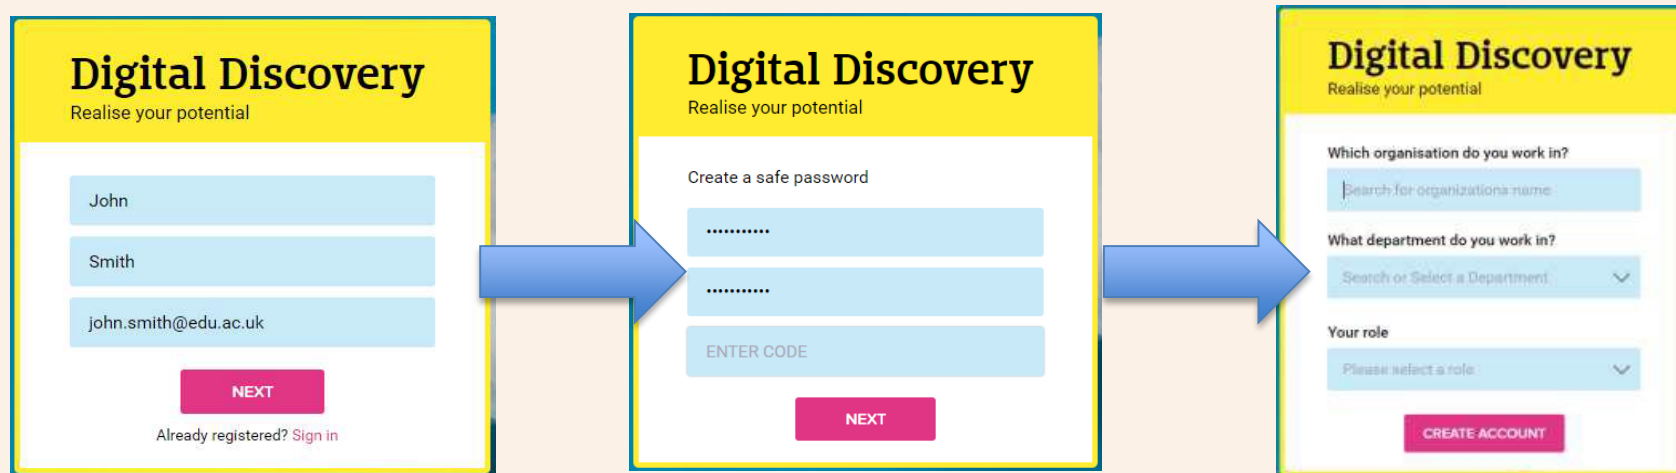 Digital Discovery
Realise your potential
John
Smith
john.smith@edu.ac.uk
NEXT
Already registered? Sign in
Digital Discovery
Realise your potential
Create a safe password
•••••••••••
•••••••••••
ENTER CODE
NEXT
Digital Discovery
Realise your potential
Which organisation do you work in?
Search for organizations name
What department do you work in?
Search or Select a Department
Your role
Please select a role
CREATE ACCOUNT